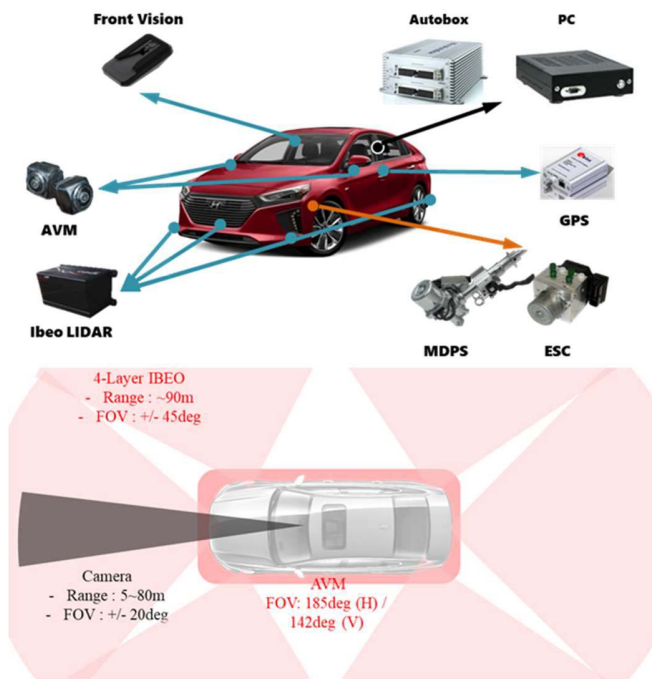 Front Vision
Autobox
PC
AVM
GPS
Ibeo LIDAR
MDPS
ESC
4-Layer IBEO
- Range : ~90m
- FOV : +/- 45deg
Camera
- Range : 5~80m
- FOV : +/- 20deg
AVM
FOV: 185deg (H) /
142deg (V)